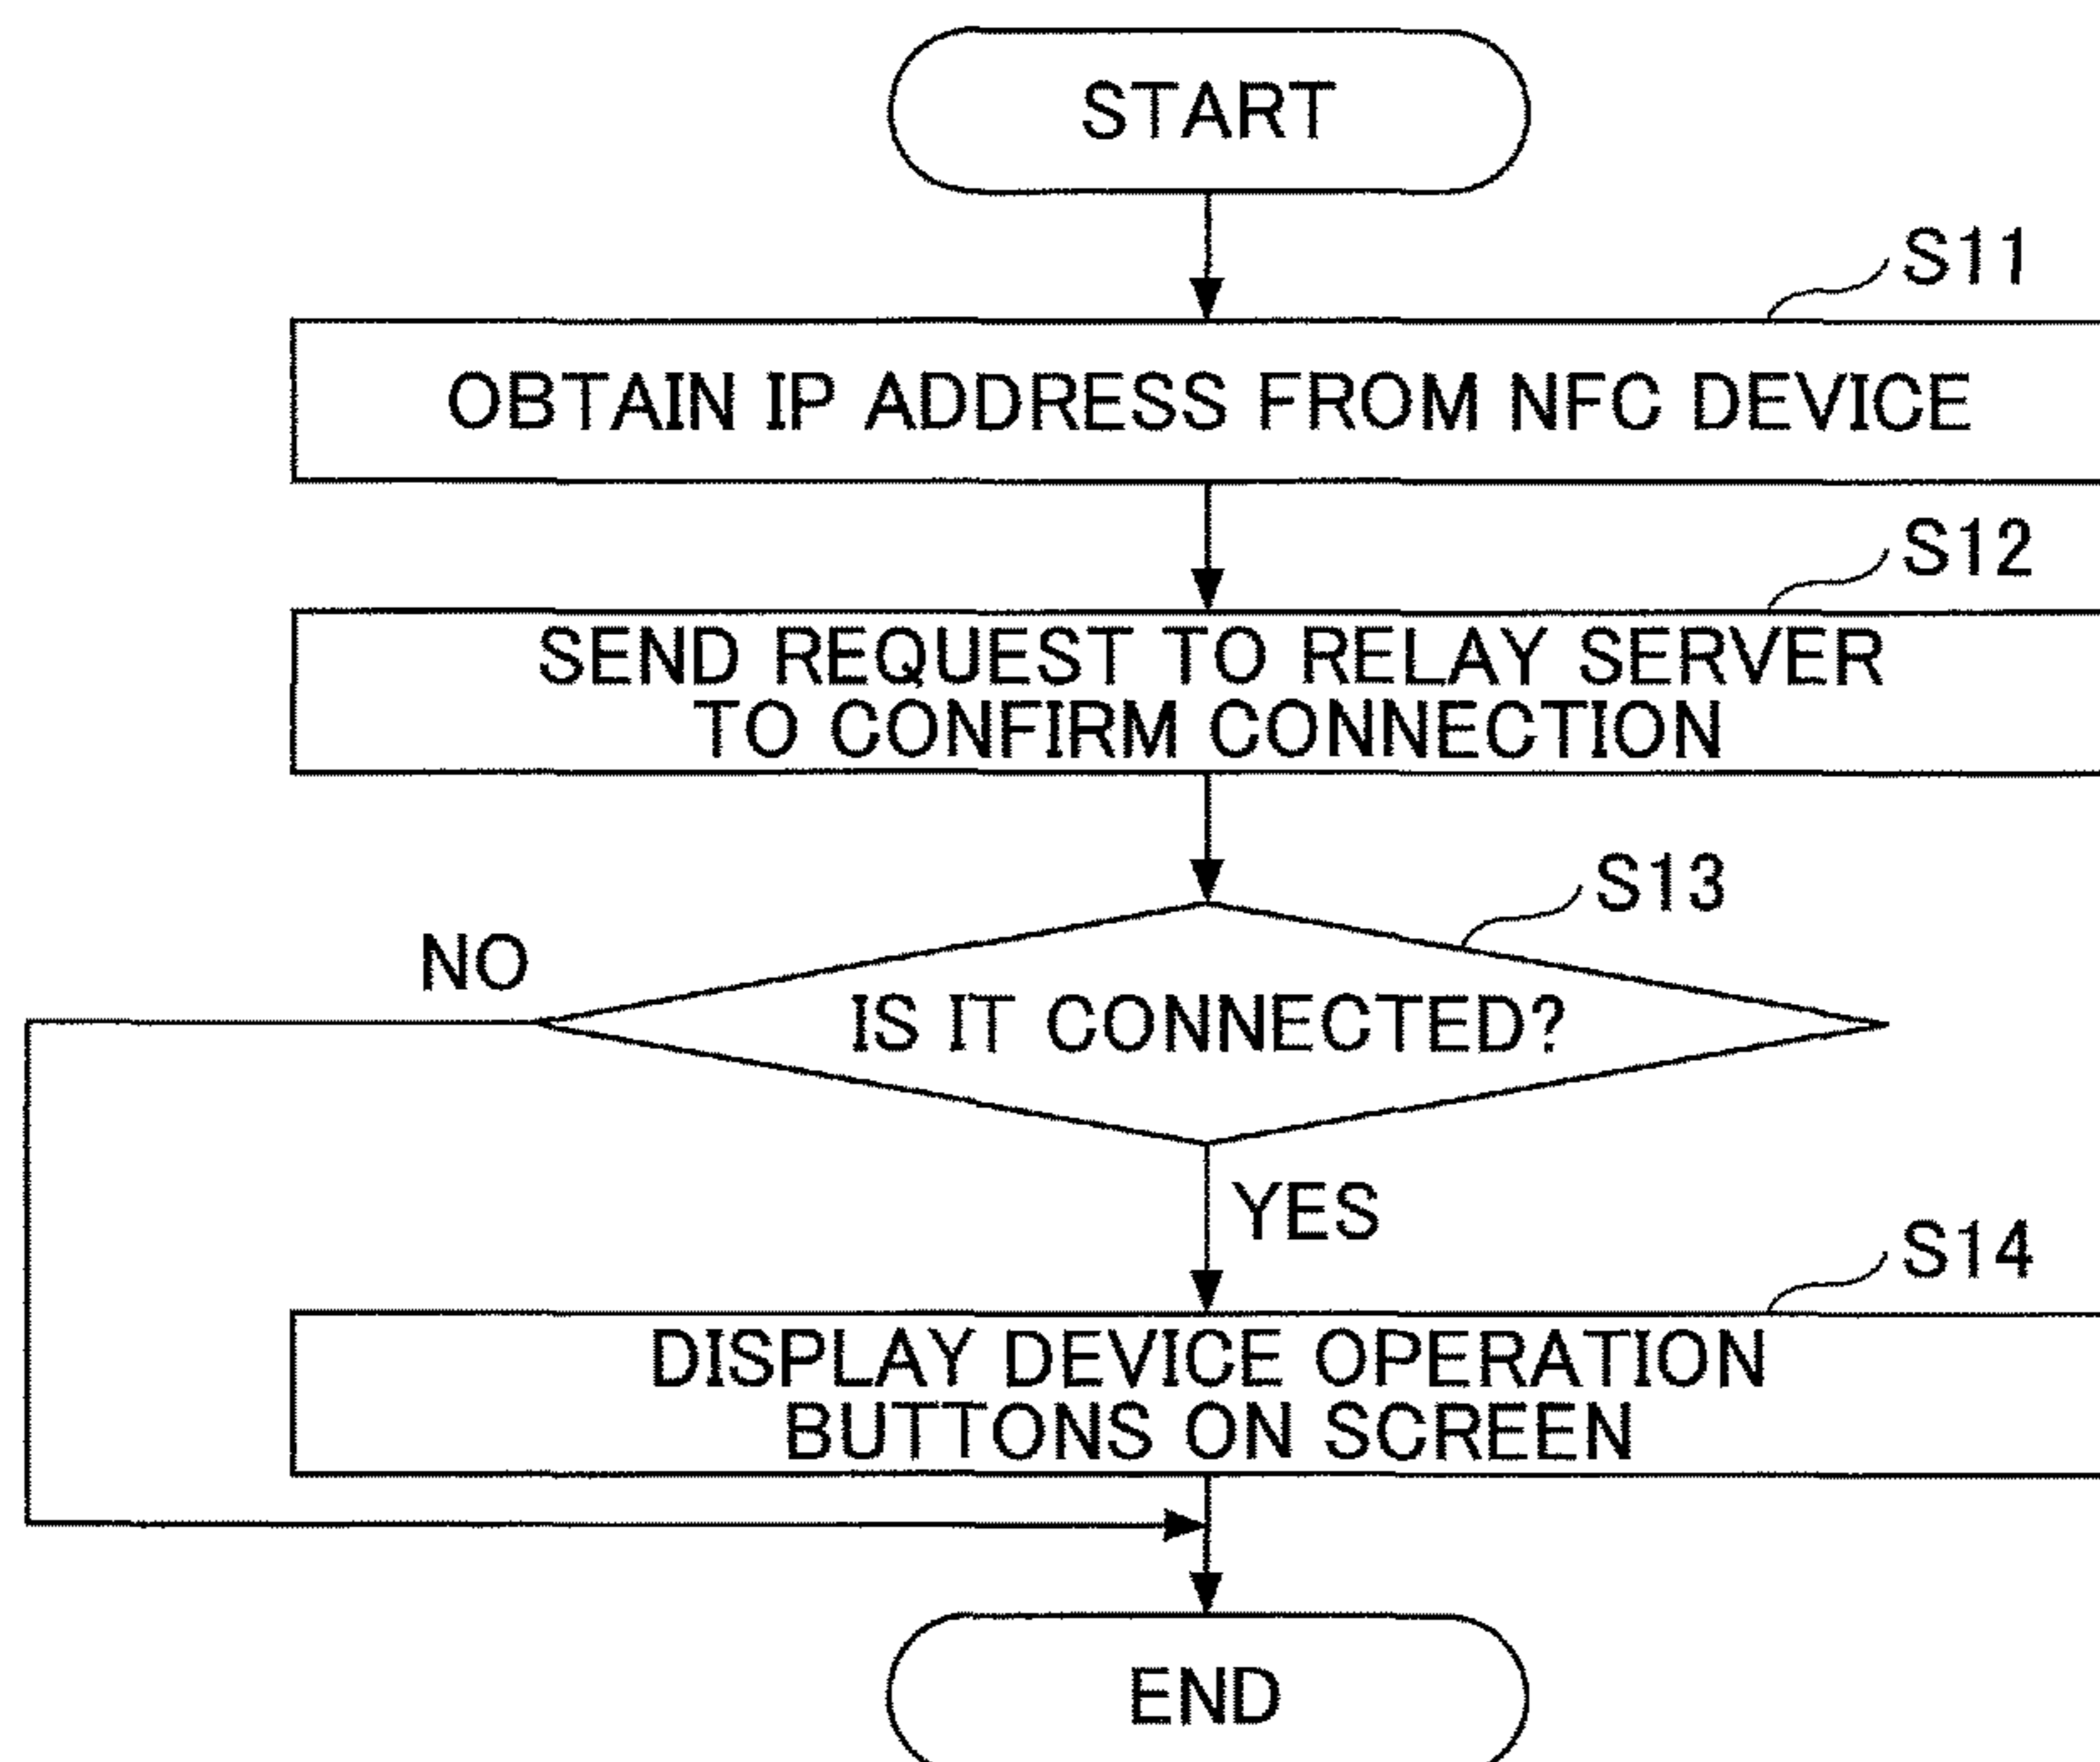 START
S11
OBTAIN IP ADDRESS FROM NFC DEVICE
S12
SEND REQUEST TO RELAY SERVER
TO CONFIRM CONNECTION
S13
NO
IS IT CONNECTED?
YES
S14
DISPLAY DEVICE OPERATION
BUTTONS ON SCREEN
END